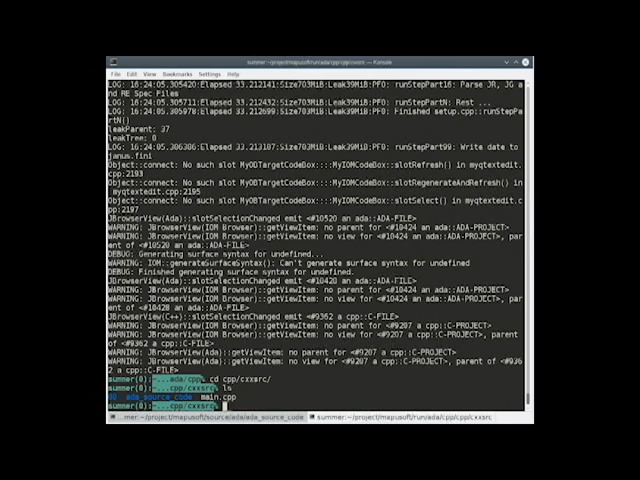 summer:~/project/mapusoft/run/ada/cpp/cpp/cxxsrc — Konsole
File Edit View Bookmarks Settings Help
LOG: 16:24:05.305420:Elapsed 33.212141:Size703MiB:Leak39MiB:PF0: runStepPart16: Parse JR, JG a
nd RE Spec Files
LOG: 16:24:05.305711:Elapsed 33.212432:Size703MiB:Leak39MiB:PF0: runStepPartN: Rest ...
LOG: 16:24:05.305978:Elapsed 33.212699:Size703MiB:Leak39MiB:PF0: Finished setup.cpp::runStepPa
rtN()
leakParent: 37
leakTree: 0
LOG: 16:24:05.306386:Elapsed 33.213107:Size703MiB:Leak39MiB:PF0: runStepPart99: Write date to
janus.fini
Object::connect: No such slot MyOBTargetCodeBox::::MyIOMCodeBox::slotRefresh() in myqtextedit.
cpp:2193
Object::connect: No such slot MyOBTargetCodeBox::::MyIOMCodeBox::slotRegenerateAndRefresh() in
myqtextedit.cpp:2195
Object::connect: No such slot MyOBTargetCodeBox::::MyIOMCodeBox::slotSelect() in myqtextedit.c
pp:2197
JBrowserView(Ada)::slotSelectionChanged emit <#10520 an ada::ADA-FILE>
WARNING: JBrowserView(IOM Browser)::getViewItem: no parent for <#10424 an ada::ADA-PROJECT>
WARNING: JBrowserView(IOM Browser)::getViewItem: no view for <#10424 an ada::ADA-PROJECT>, par
ent of <#10520 an ada::ADA-FILE>
DEBUG: Generating surface syntax for undefined...
WARNING: IOM::generateSurfaceSyntax(): Can't generate surface syntax for undefined
DEBUG: Finished generating surface syntax for undefined.
JBrowserView(Ada)::slotSelectionChanged emit <#10428 an ada::ADA-FILE>
WARNING: JBrowserView(IOM Browser)::getViewItem: no parent for <#10424 an ada::ADA-PROJECT>
WARNING: JBrowserView(IOM Browser)::getViewItem: no view for <#10424 an ada::ADA-PROJECT>, par
ent of <#10428 an ada::ADA-FILE>
JBrowserView(C++)::slotSelectionChanged emit <#9362 a cpp::C-FILE>
WARNING: JBrowserView(IOM Browser)::getViewItem: no parent for <#9207 a cpp::C-PROJECT>
WARNING: JBrowserView(IOM Browser)::getViewItem: no view for <#9207 a cpp::C-PROJECT>, parent
of <#9362 a cpp::C-FILE>
WARNING: JBrowserView(Ada)::getViewItem: no parent for <#9207 a cpp::C-PROJECT>
WARNING: JBrowserView(Ada)::getViewItem: no view for <#9207 a cpp::C-PROJECT>, parent of <#936
2 a cpp::C-FILE>
summer(0):~...ada/cpp\ cd cpp/cxxsrc/
summer(0):~...cpp/cxxsrc\ ls
ada_source_code main.cpp
summer(0):~...cpp/cxxsrc\
...mer:~/project/mapusoft/source/ada/ada_source_code summer:~/project/mapusoft/run/ada/cpp/cpp/cxxsrc